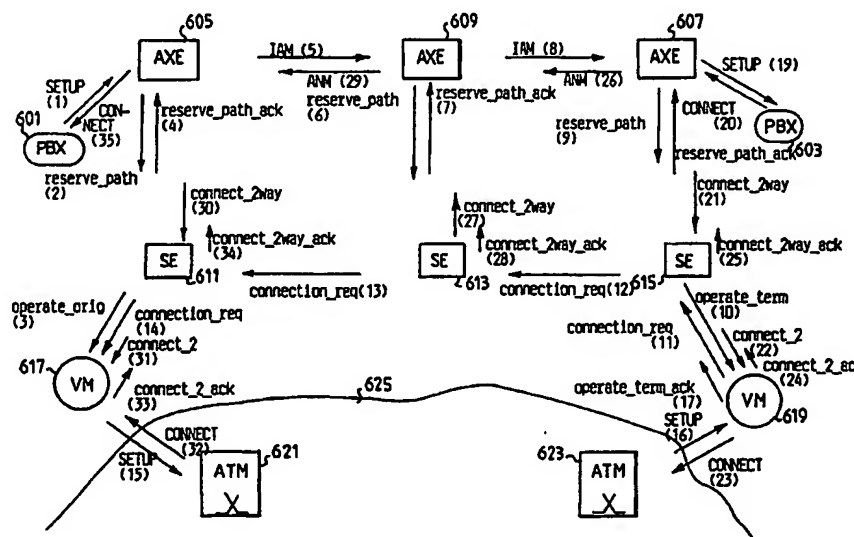 605
609
607
AXE
AXE
AXE
IAM (5)
IAM (8)
ANM (29)
ANM (26)
SETUP (19)
SETUP
(1)
CON-
NECT
(35)
reserve_path_ack
(4)
reserve_path
(6)
reserve_path_ack
(7)
reserve_path
(9)
CONNECT
(20)
601
PBX
PBX
603
reserve_path
(2)
reserve_path_ack
connect_2way
(30)
connect_2way
(27)
connect_2way
(21)
connect_2way_ack
(34)
connect_2way_ack
(28)
connect_2way_ack
(25)
SE
SE
SE
611
613
615
connection_req(13)
connection_req(12)
operate_orig
(3)
connection_req
(14)
connect_2
(31)
operate_term
(10)
connection_req
(11)
connect_2
(22)
connect_2_ac
(24)
617
VM
connect_2_ack
(33)
625
operate_term_ack
(17)
VM
619
SETUP
(16)
CONNECT
(32)
SETUP
(15)
621
623
ATM
X
ATM
X
CONNECT
(23)